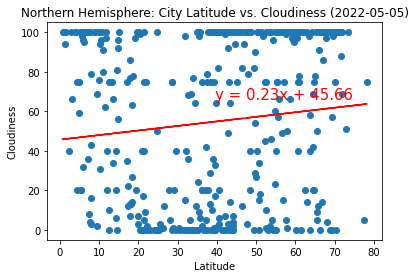 Northern Hemisphere: City Latitude vs. Cloudiness (2022-05-05)
100
80
60
40
20
0
Cloudiness
y = 0.23x + 45.66
0 10 20 30 40 50 60 70 80
Latitude